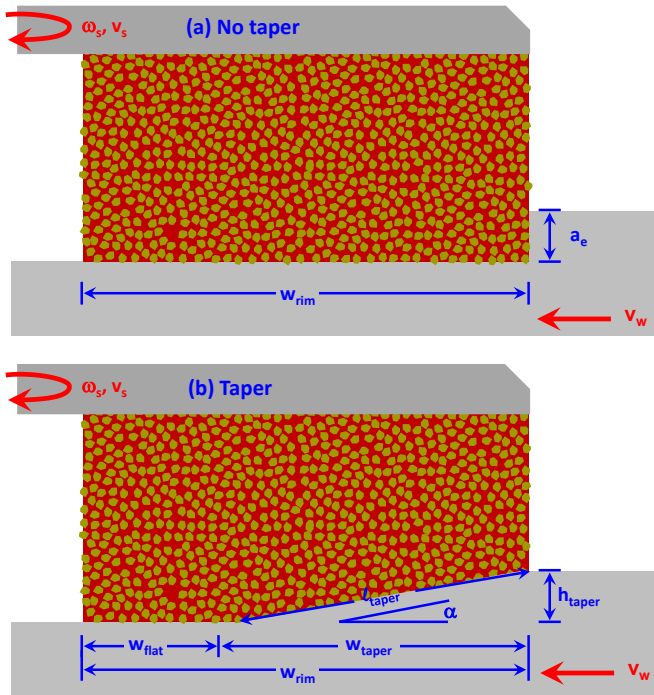 ωs, vs
(a) No taper
ae
wrim
vw
ωs, vs
(b) Taper
ltaper
htaper
α
wflat
wtaper
wrim
vw